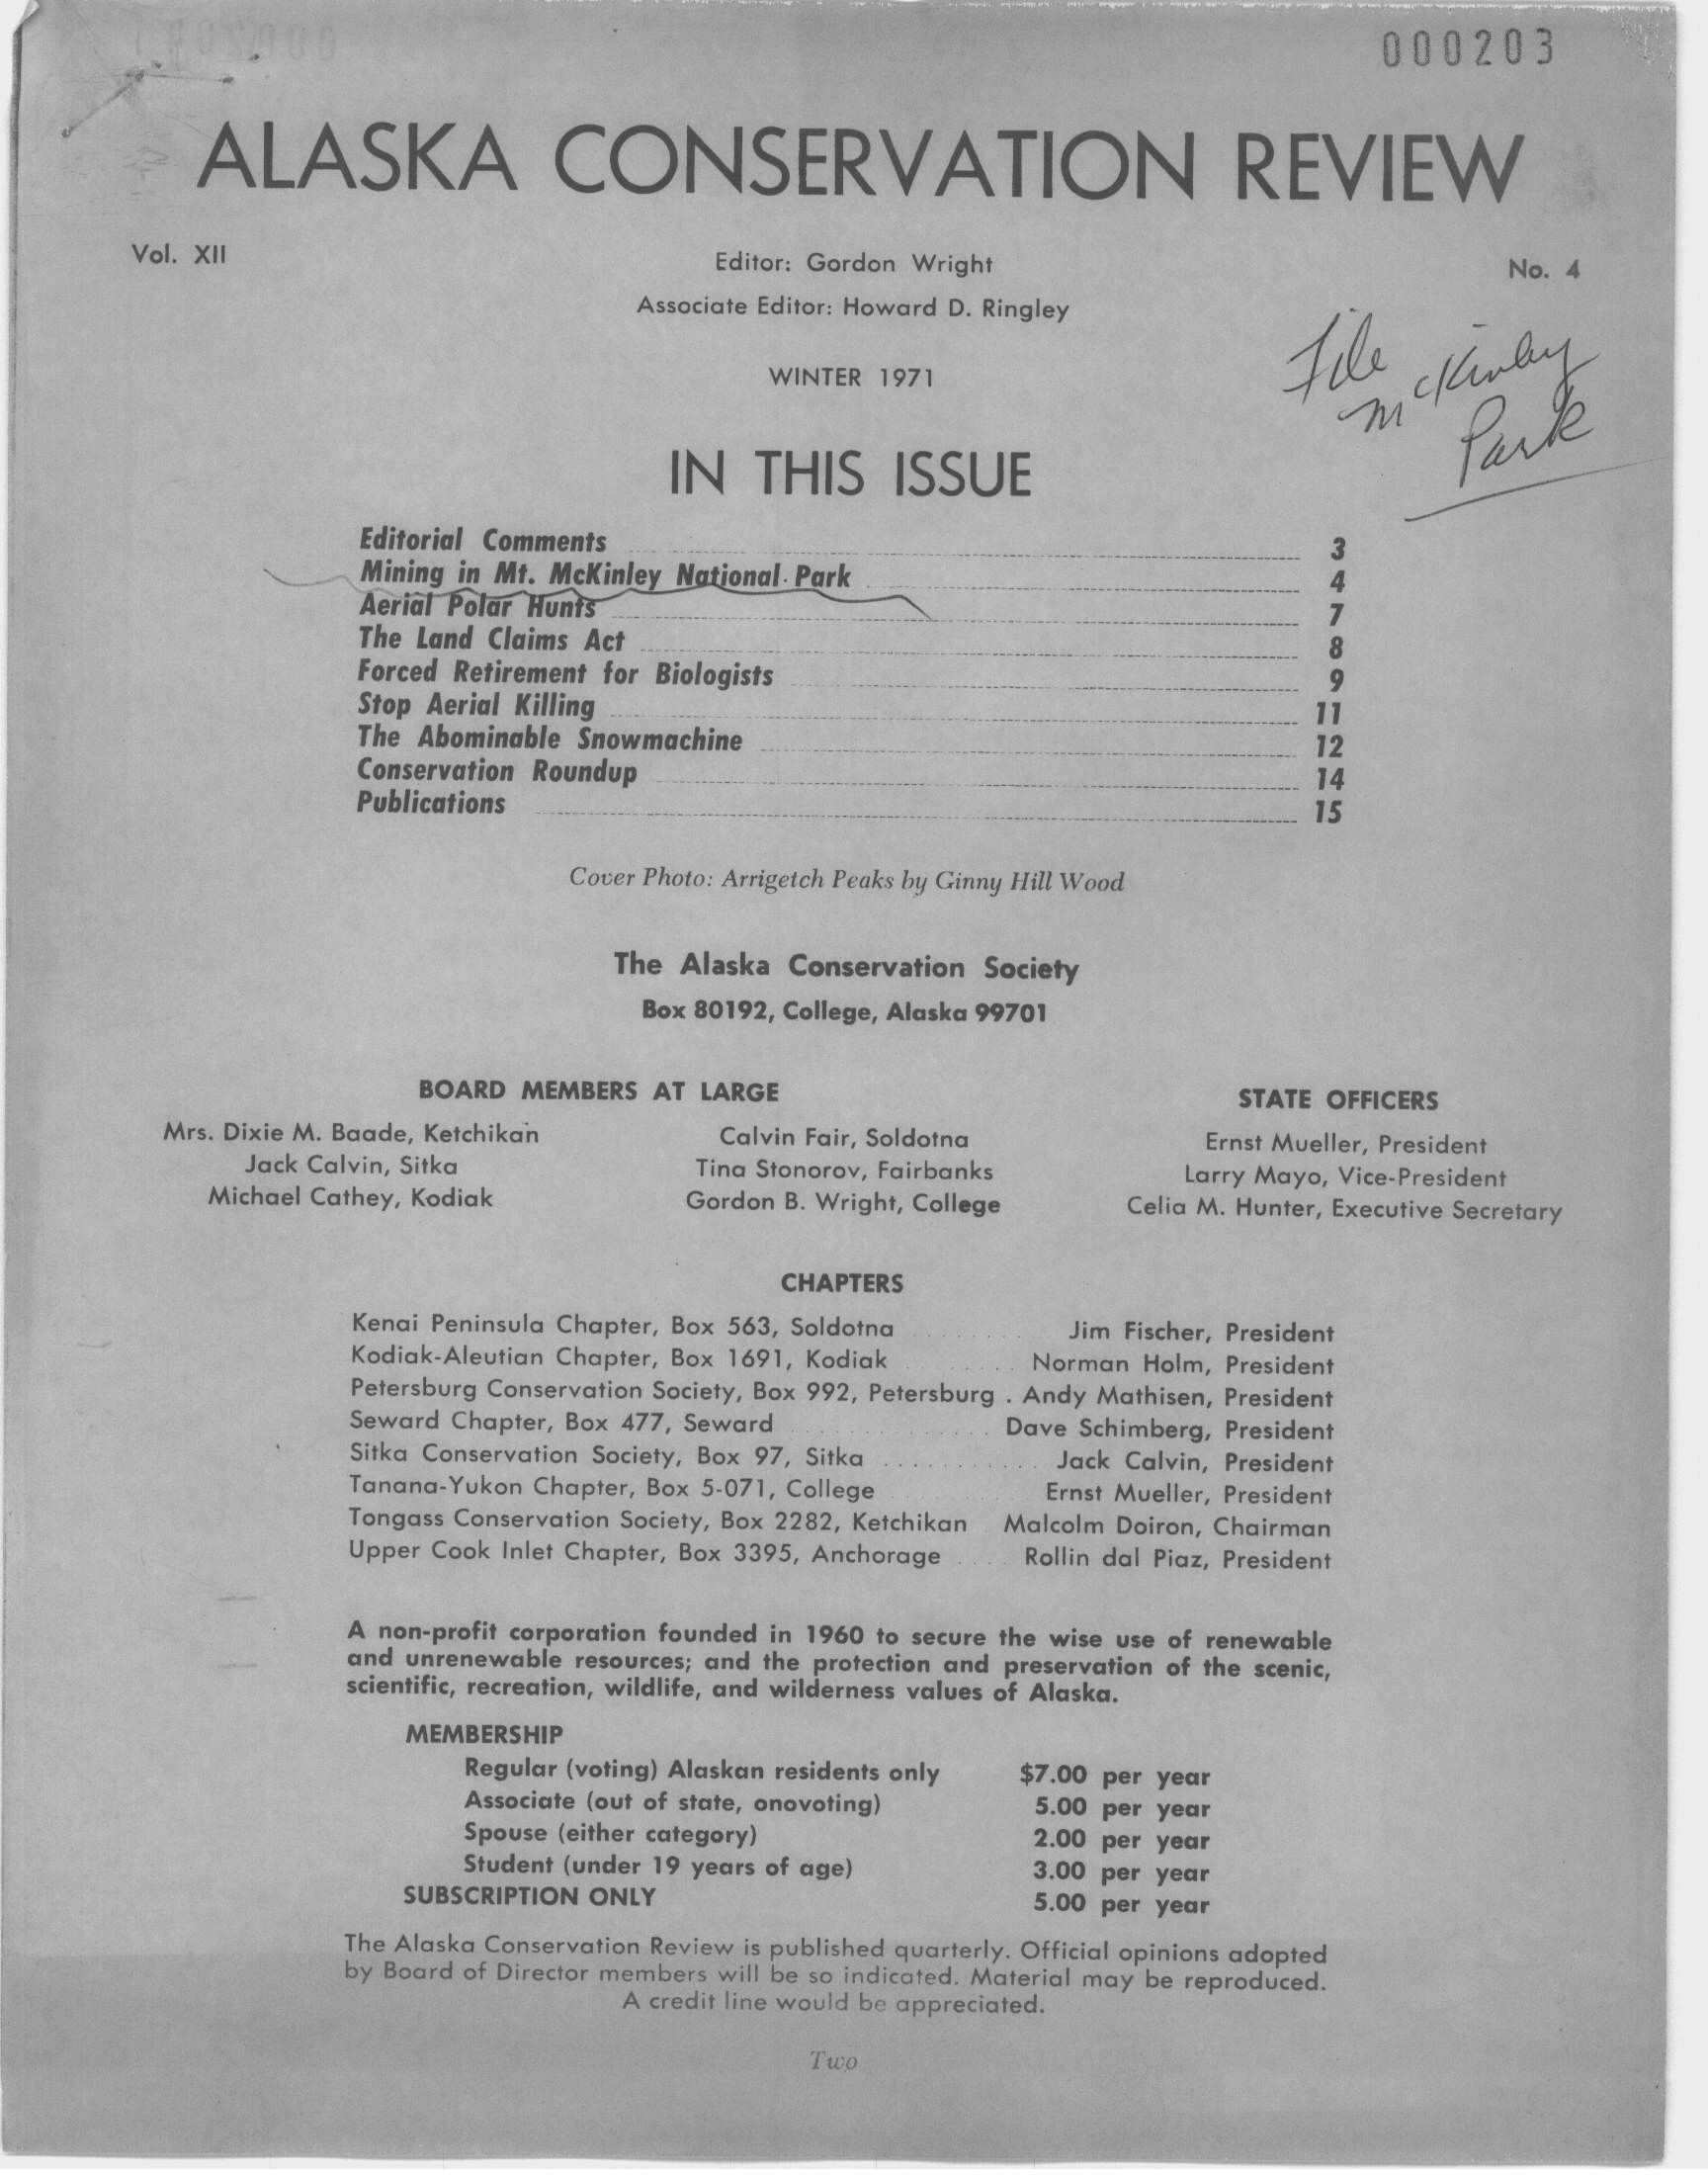 000203
ALASKA CONSERVATION REVIEW
Vol. XII
Editor: Gordon Wright
No. 4
Associate Editor: Howard D. Ringley
WINTER 1971
File
McKinley
Park
IN THIS ISSUE
Editorial Comments 3
Mining in Mt. McKinley National Park 4
Aerial Polar Hunts 7
The Land Claims Act 8
Forced Retirement for Biologists 9
Stop Aerial Killing 11
The Abominable Snowmachine 12
Conservation Roundup 14
Publications 15
Cover Photo: Arrigetch Peaks by Ginny Hill Wood
The Alaska Conservation Society
Box 80192, College, Alaska 99701
BOARD MEMBERS AT LARGE
Mrs. Dixie M. Baade, Ketchikan
Jack Calvin, Sitka
Michael Cathey, Kodiak
Calvin Fair, Soldotna
Tina Stonorov, Fairbanks
Gordon B. Wright, College
STATE OFFICERS
Ernst Mueller, President
Larry Mayo, Vice-President
Celia M. Hunter, Executive Secretary
CHAPTERS
Kenai Peninsula Chapter, Box 563, Soldotna ........ Jim Fischer, President
Kodiak-Aleutian Chapter, Box 1691, Kodiak ........ Norman Holm, President
Petersburg Conservation Society, Box 992, Petersburg . Andy Mathisen, President
Seward Chapter, Box 477, Seward ............. Dave Schimberg, President
Sitka Conservation Society, Box 97, Sitka ........... Jack Calvin, President
Tanana-Yukon Chapter, Box 5-071, College Ernst Mueller, President
Tongass Conservation Society, Box 2282, Ketchikan Malcolm Doiron, Chairman
Upper Cook Inlet Chapter, Box 3395, Anchorage .... Rollin dal Piaz, President
A non-profit corporation founded in 1960 to secure the wise use of renewable
and unrenewable resources; and the protection and preservation of the scenic,
scientific, recreation, wildlife, and wilderness values of Alaska.
MEMBERSHIP
Regular (voting) Alaskan residents only $7.00 per year
Associate (out of state, onovoting) 5.00 per year
Spouse (either category) 2.00 per year
Student (under 19 years of age) 3.00 per year
SUBSCRIPTION ONLY 5.00 per year
The Alaska Conservation Review is published quarterly. Official opinions adopted
by Board of Director members will be so indicated. Material may be reproduced.
A credit line would be appreciated.
Two